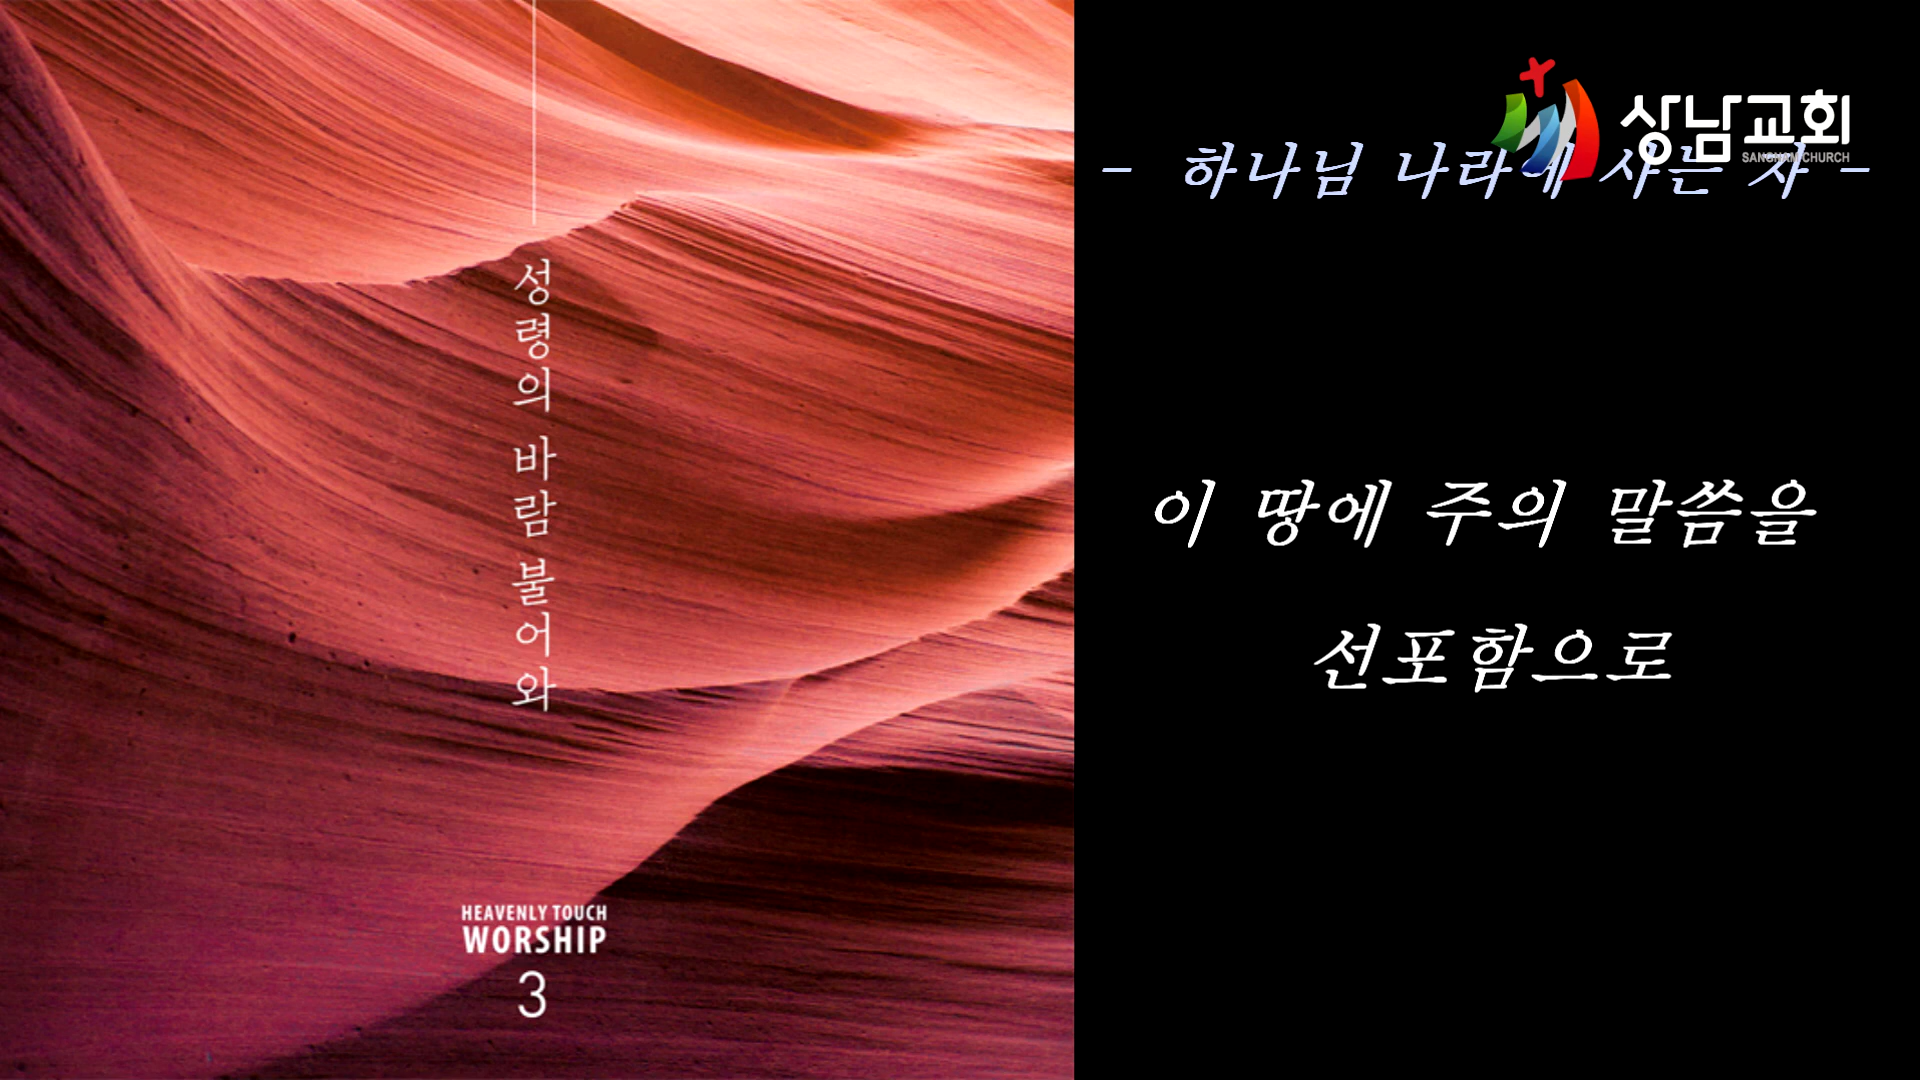 성령의 바람 불어와
HEAVENLY TOUCH
WORSHIP
3
상남교회
SANGNAM CHURCH
- 하나님 나라에 사는 자 -
이 땅에 주의 말씀을
선포함으로